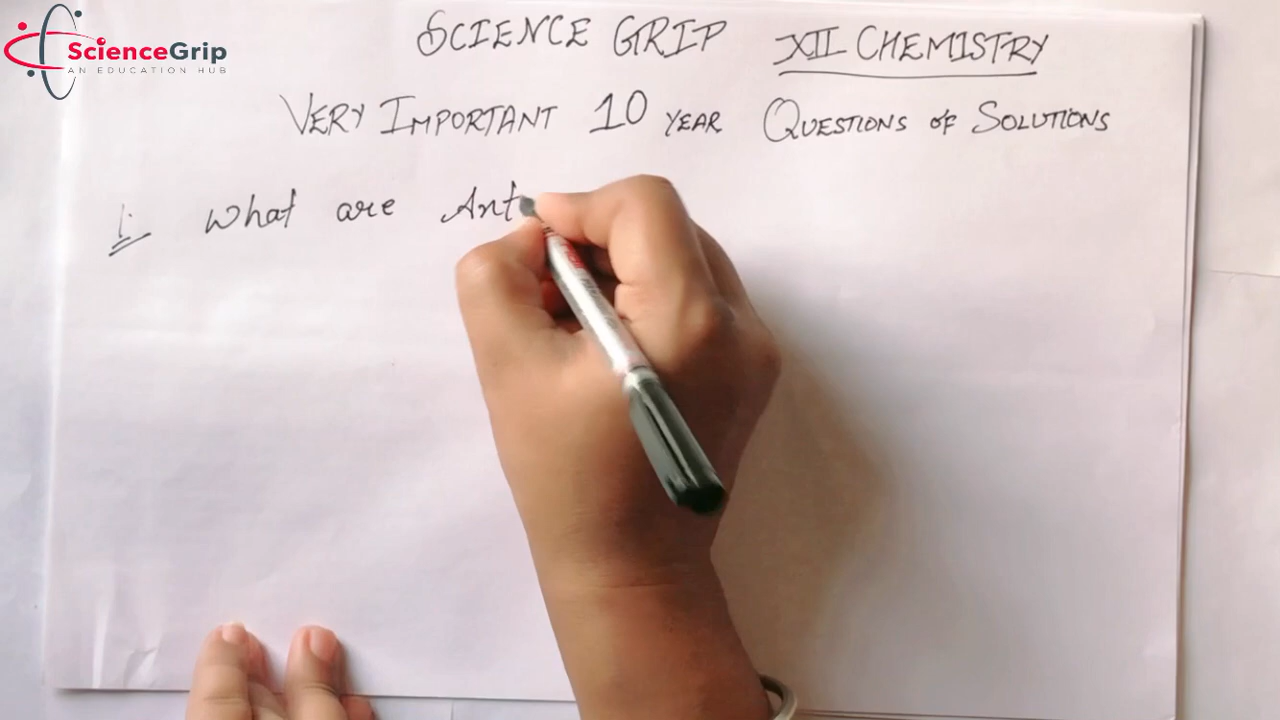 ScienceGrip
AN EDUCATION HUB
SCIENCE GRIP XII CHEMISTRY
VERY IMPORTANT 10 YEAR QUESTIONS OF SOLUTIONS
1. What are Ant